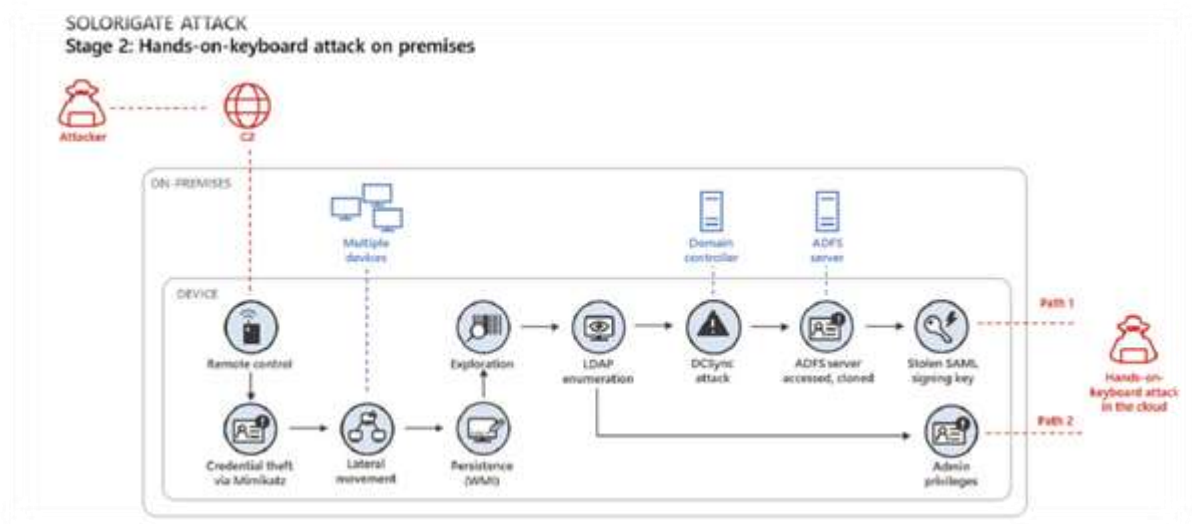 SOLORIGATE ATTACK
Stage 2: Hands-on-keyboard attack on premises
Attacker
C2
ON-PREMISES
Multiple
devices
Domain
controller
ADFS
server
DEVICE
Remote control
Exploration
LDAP
enumeration
DCSync
attack
ADFS server
accessed, cloned
Stolen SAML
signing key
Path 1
Hands-on-
keyboard attack
in the cloud
Path 2
Credential theft
via Mimikatz
Lateral
movement
Persistence
(WMI)
Admin
privileges